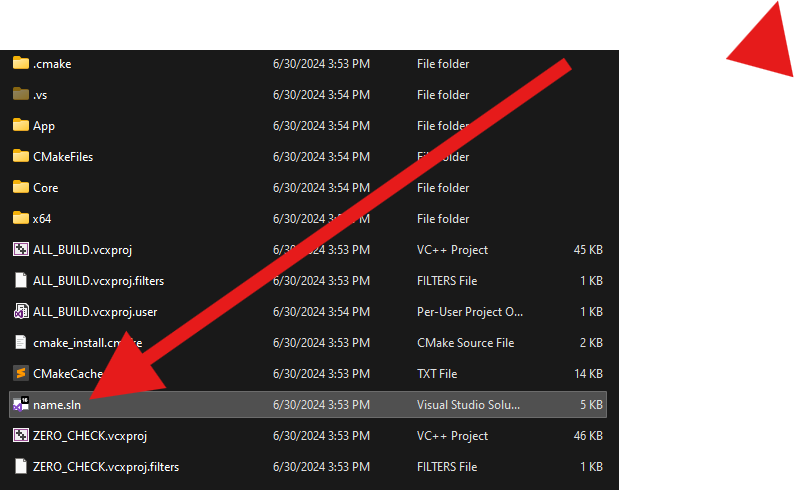 .cmake 6/30/2024 3:53 PM File folder
.vs 6/30/2024 3:54 PM File folder
App 6/30/2024 3:54 PM File folder
CMakeFiles 6/30/2024 3:53 PM File folder
Core 6/30/2024 3:54 PM File folder
x64 6/30/2024 File folder
ALL_BUILD.vcxproj 6/30/2024 3:53 PM VC++ Project 45 KB
ALL_BUILD.vcxproj.filters 6/30/2024 3:53 PM FILTERS File 1 KB
ALL_BUILD.vcxproj.user 6/30/2024 3:54 PM Per-User Project O... 1 KB
cmake_install.cmake 6/30/2024 3:53 PM CMake Source File 2 KB
CMakeCache 6/30/2024 3:53 PM TXT File 14 KB
name.sln 6/30/2024 3:53 PM Visual Studio Solu... 5 KB
ZERO_CHECK.vcxproj 6/30/2024 3:53 PM VC++ Project 46 KB
ZERO_CHECK.vcxproj.filters 6/30/2024 3:53 PM FILTERS File 1 KB